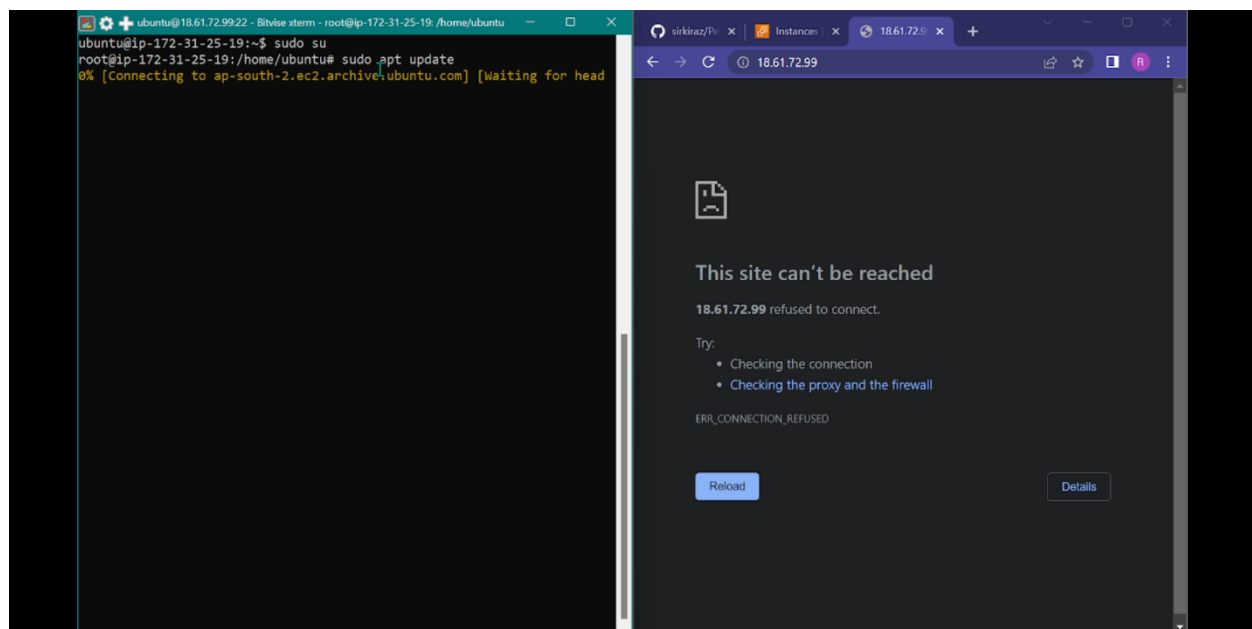 ubuntu@18.61.72.99:22 - Bitvise xterm - root@ip-172-31-25-19: /home/ubuntu
ubuntu@ip-172-31-25-19:~$ sudo su
root@ip-172-31-25-19:/home/ubuntu# sudo apt update
0% [Connecting to ap-south-2.ec2.archive.ubuntu.com] [Waiting for head
sirkiraz/Pe
Instances |
18.61.72.9
18.61.72.99
R
This site can't be reached
18.61.72.99 refused to connect.
Try:
• Checking the connection
• Checking the proxy and the firewall
ERR_CONNECTION_REFUSED
Reload
Details